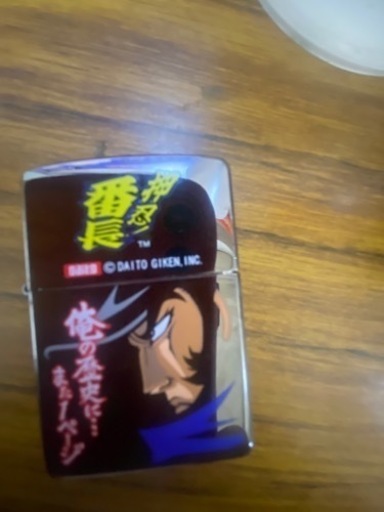 押忍!
番長
TM
DAITO ©DAITO GIKEN, INC.
俺の歴史に…
また1ページ